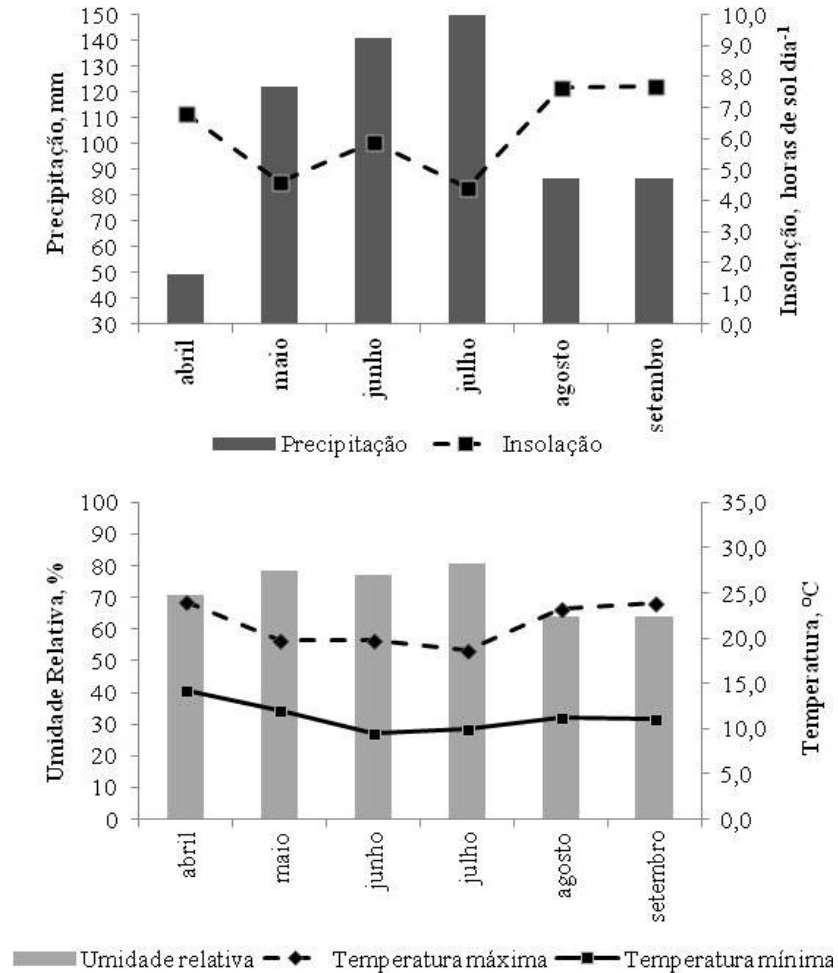 Precipitação, mm
150
140
130
120
110
100
90
80
70
60
50
40
30
10,0
9,0
8,0
7,0
6,0
5,0
4,0
3,0
2,0
1,0
0,0
Insolação, horas de sol dia⁻¹
abril
maio
junho
julho
agosto
setembro
Precipitação
Insolação
Umidade Relativa, %
100
90
80
70
60
50
40
30
20
10
0
35,0
30,0
25,0
20,0
15,0
10,0
5,0
0,0
Temperatura, ºC
abril
maio
junho
julho
agosto
setembro
Umidade relativa
Temperatura máxima
Temperatura mínima